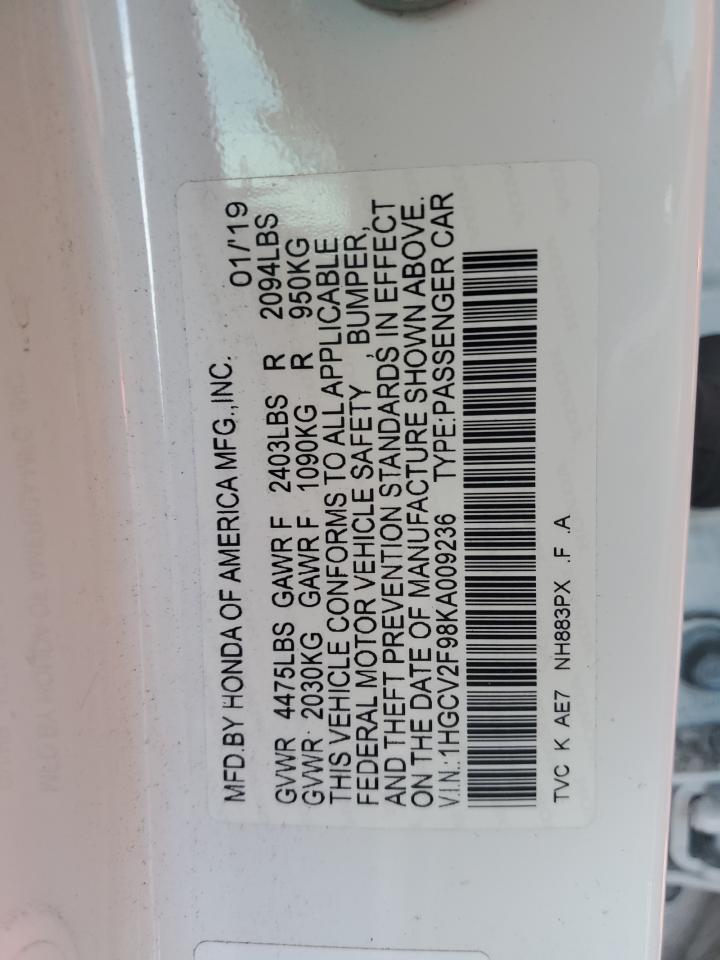 MFD.BY HONDA OF AMERICA MFG.,INC. 01/'19
GVWR 4475LBS GAWR F 2403LBS R 2094LBS
GVWR 2030KG GAWR F 1090KG R 950KG
THIS VEHICLE CONFORMS TO ALL APPLICABLE
FEDERAL MOTOR VEHICLE SAFETY, BUMPER,
AND THEFT PREVENTION STANDARDS IN EFFECT
ON THE DATE OF MANUFACTURE SHOWN ABOVE.
V.I.N.:1HGCV2F98KA009236 TYPE:PASSENGER CAR
TVC K AE7 NH883PX .F .A